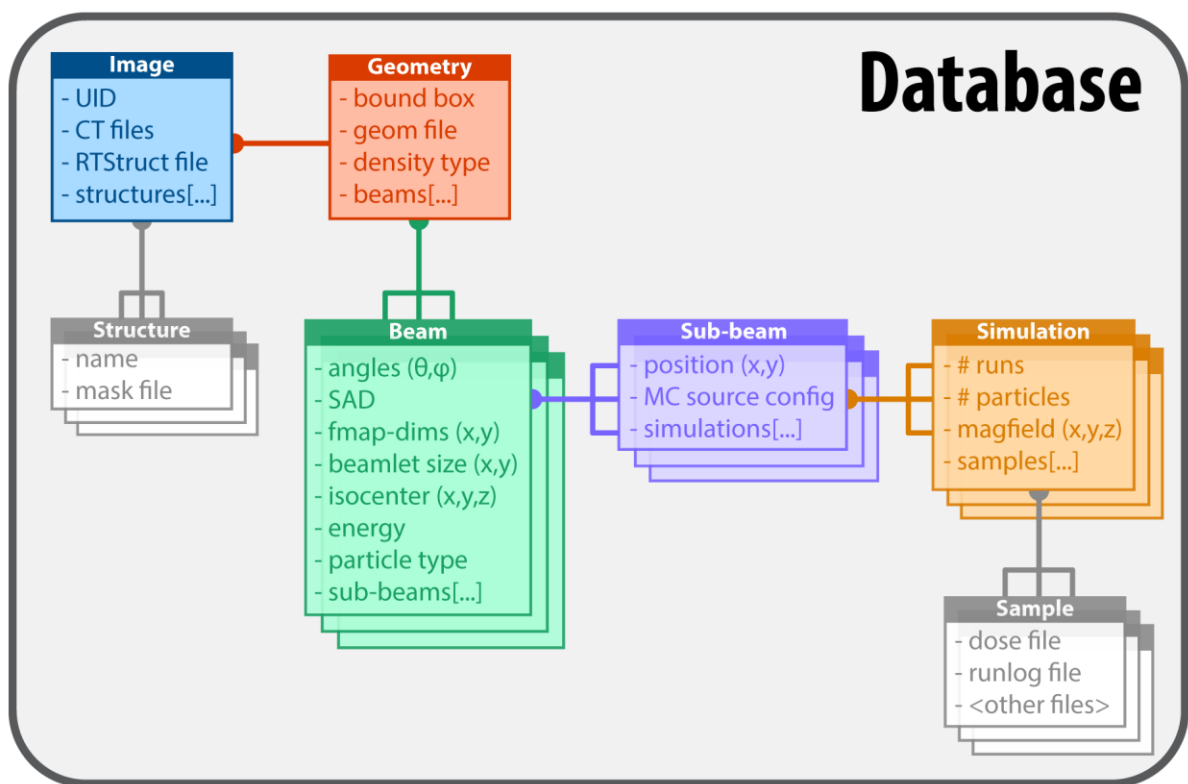 Database
Image
- UID
- CT files
- RTStruct file
- structures[...]
Geometry
- bound box
- geom file
- density type
- beams[...]
Structure
- name
- mask file
Beam
- angles (θ,φ)
- SAD
- fmap-dims (x,y)
- beamlet size (x,y)
- isocenter (x,y,z)
- energy
- particle type
- sub-beams[...]
Sub-beam
- position (x,y)
- MC source config
- simulations[...]
Simulation
- # runs
- # particles
- magfield (x,y,z)
- samples[...]
Sample
- dose file
- runlog file
- <other files>